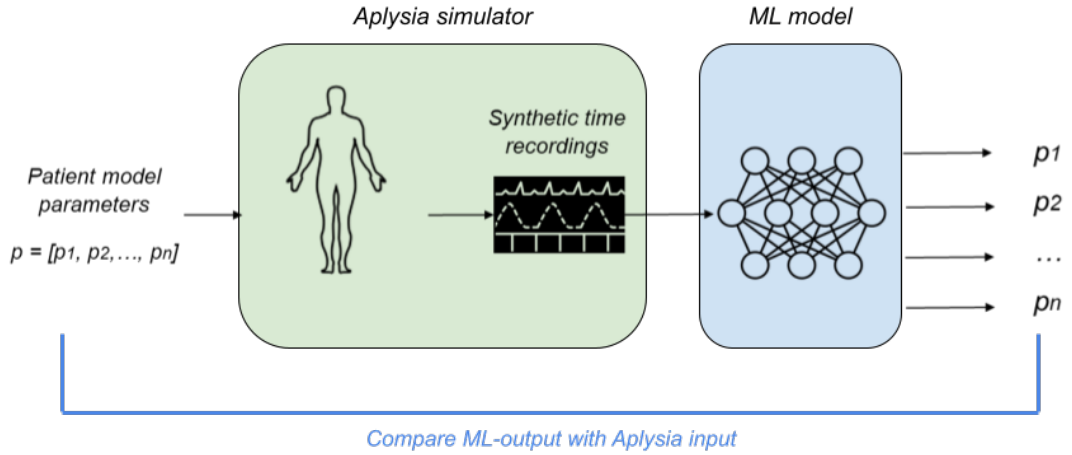 Aplysia simulator
ML model
Synthetic time
recordings
Patient model
parameters
p = [p1, p2,…, pn]
p1
p2
…
pn
Compare ML-output with Aplysia input